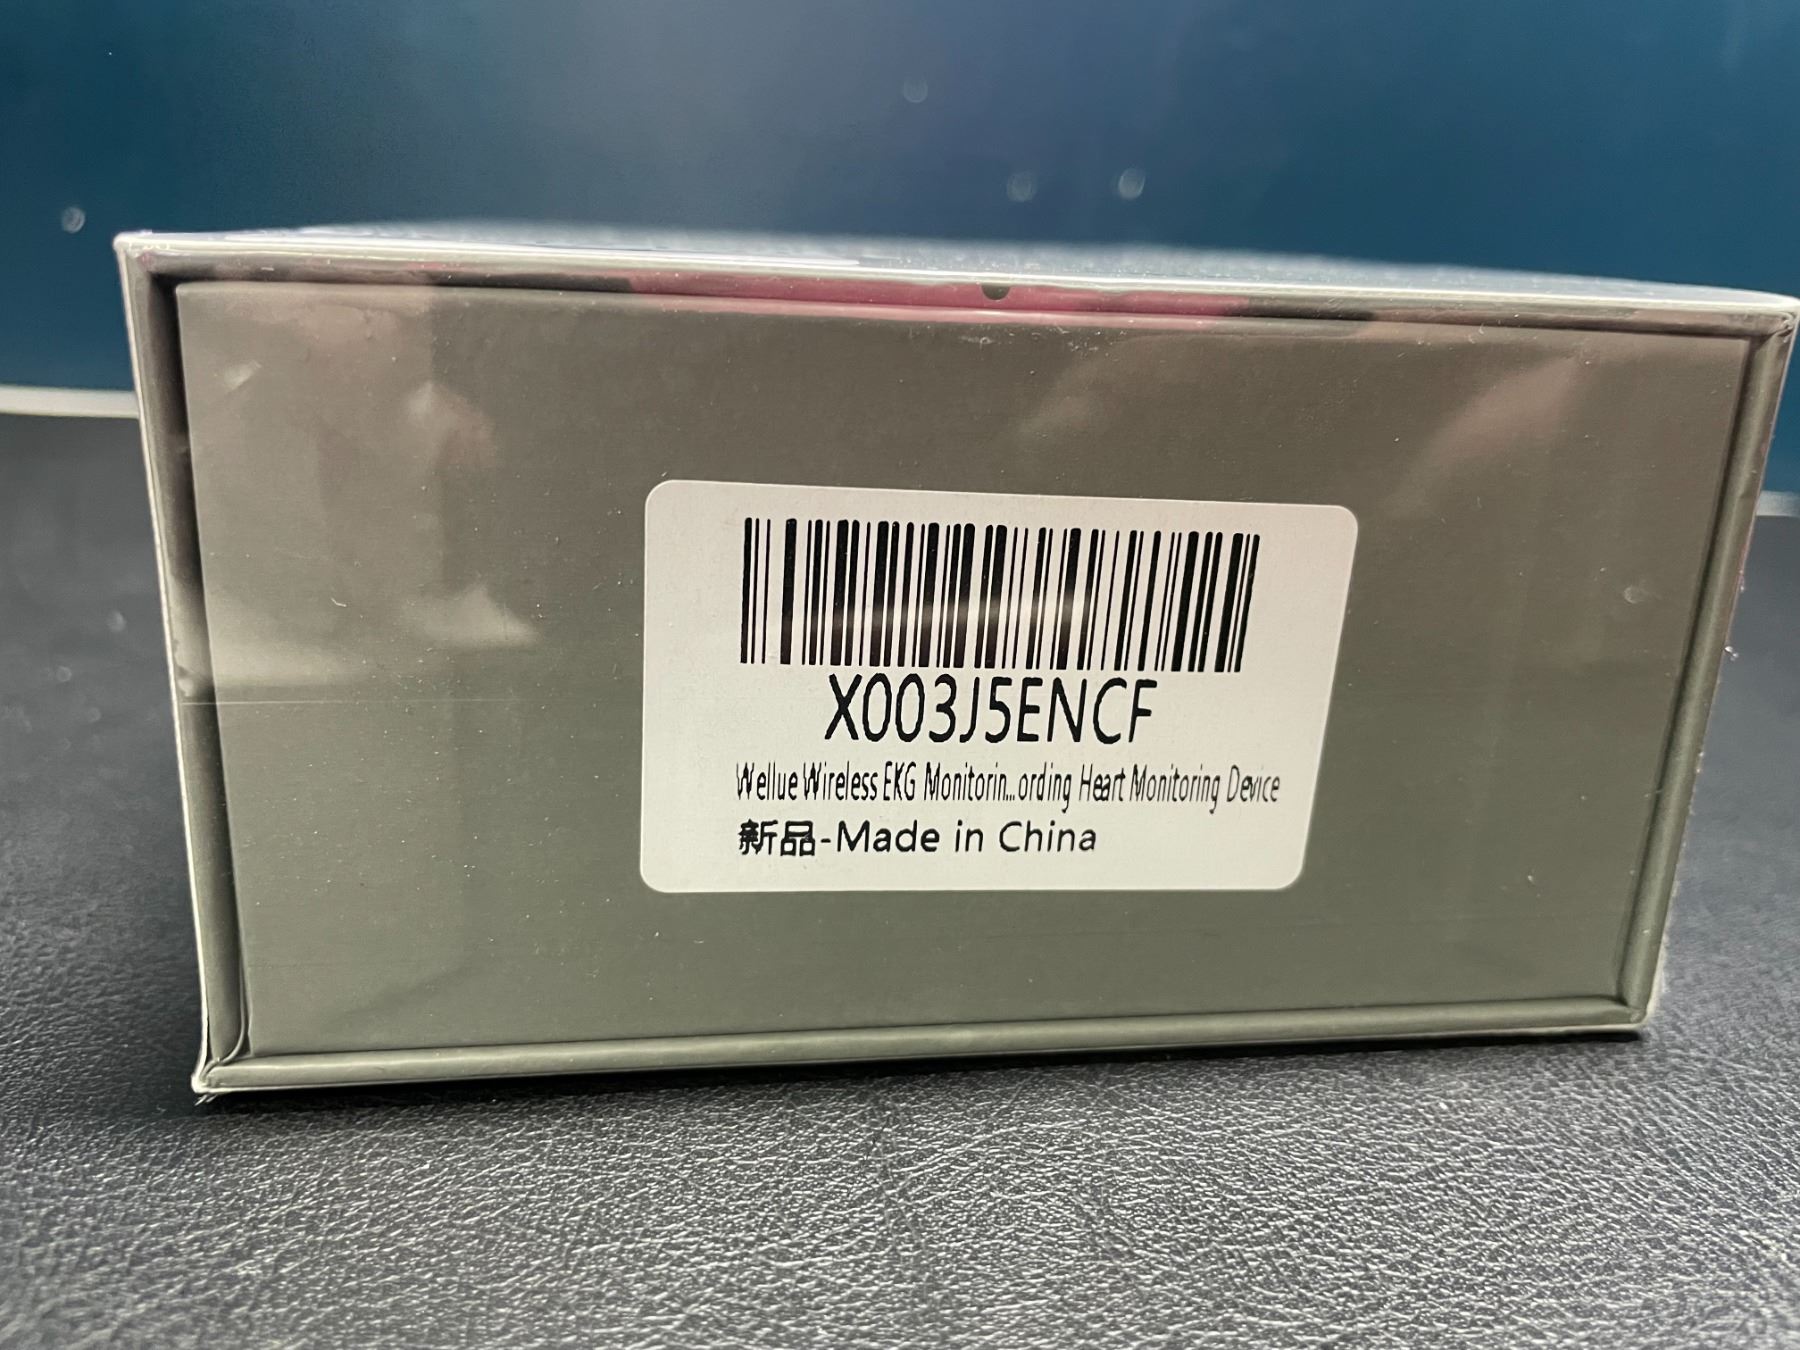 X003J5ENCF
Wellue Wireless EKG Monitorin...ording Heart Monitoring Device
新品-Made in China